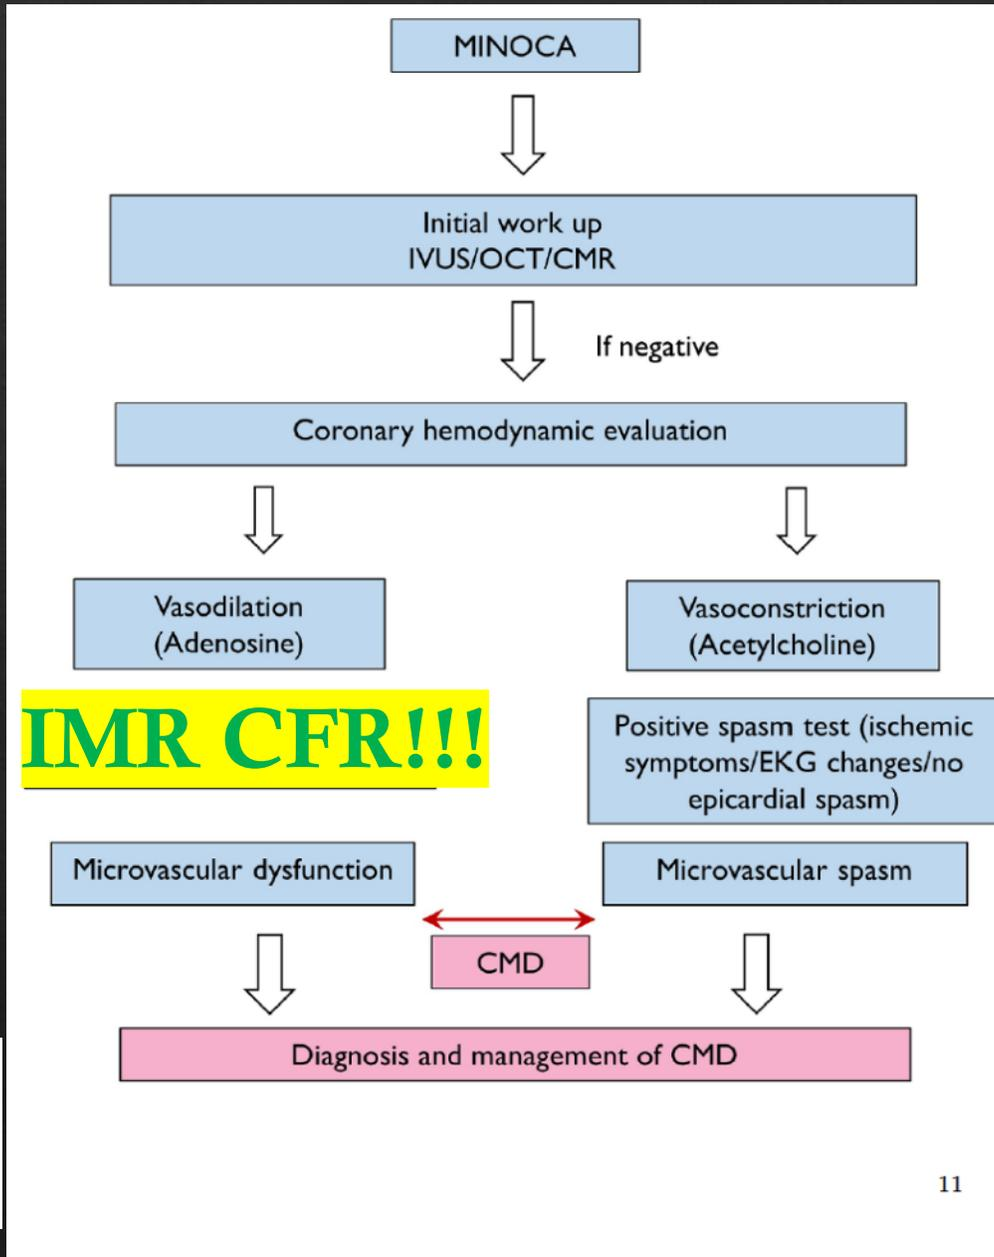 MINOCA
Initial work up
IVUS/OCT/CMR
If negative
Coronary hemodynamic evaluation
Vasodilation
(Adenosine)
Vasoconstriction
(Acetylcholine)
IMR CFR!!!
Positive spasm test (ischemic
symptoms/EKG changes/no
epicardial spasm)
Microvascular dysfunction
Microvascular spasm
CMD
Diagnosis and management of CMD
11